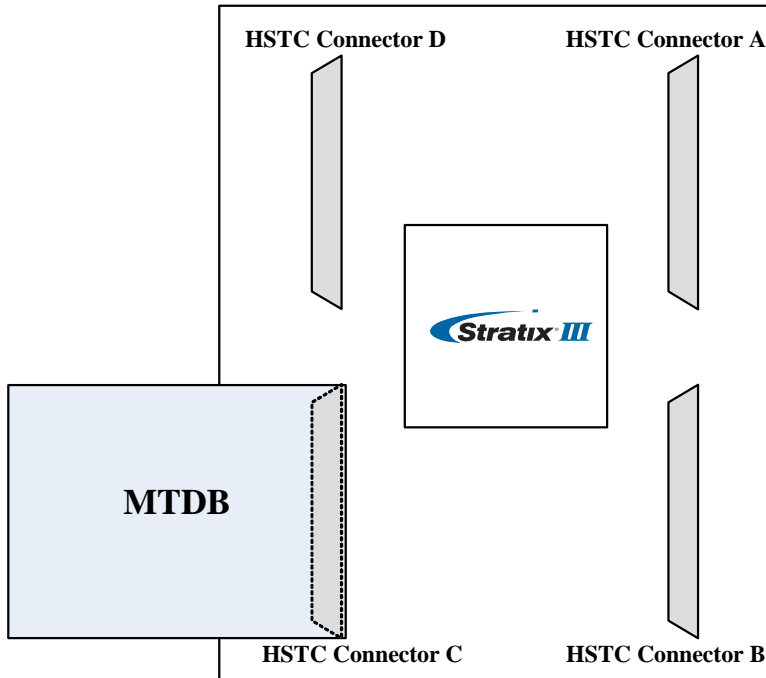 HSTC Connector D
HSTC Connector A
Stratix® III
MTDB
HSTC Connector C
HSTC Connector B